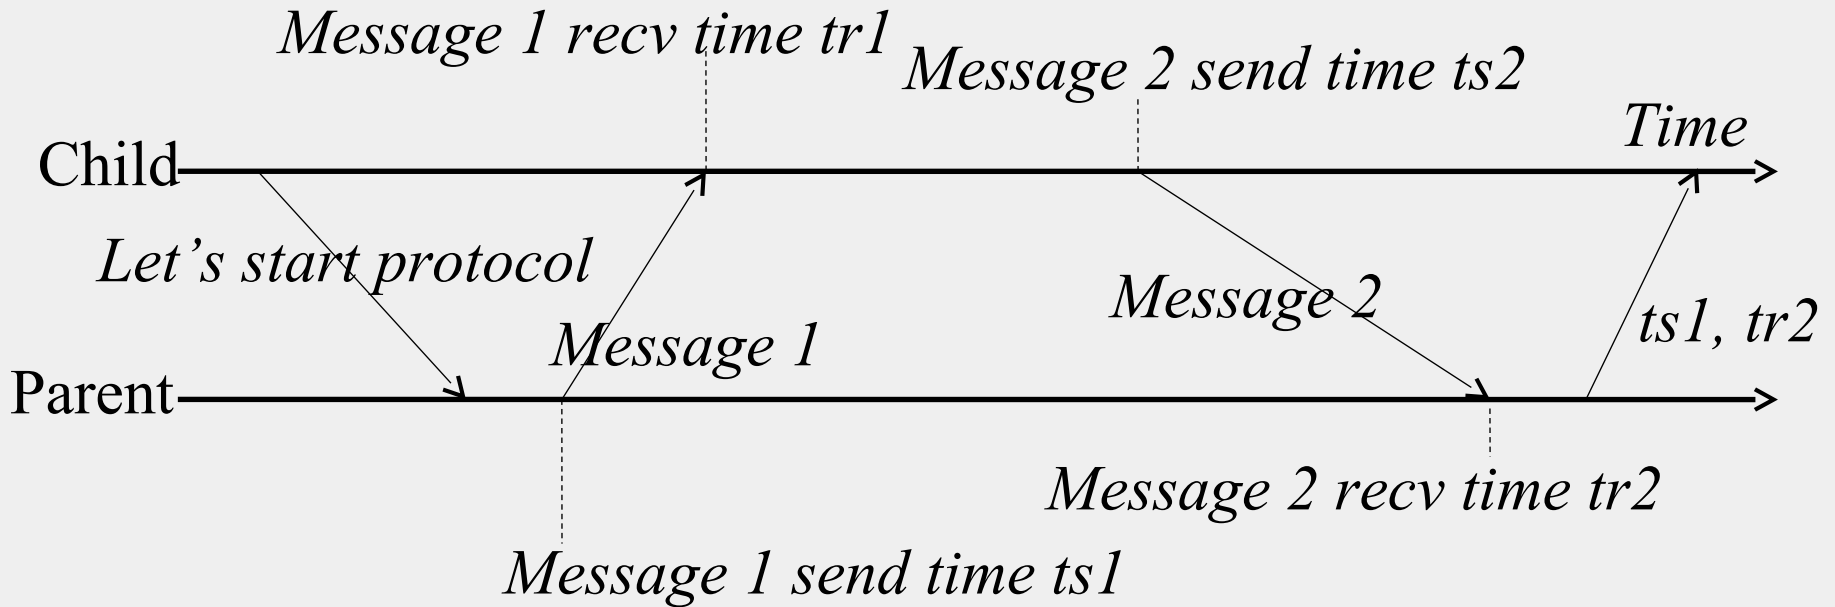 Message 1 recv time tr1
Message 2 send time ts2
Time
Child
Let’s start protocol
Message 2
ts1, tr2
Message 1
Parent
Message 2 recv time tr2
Message 1 send time ts1